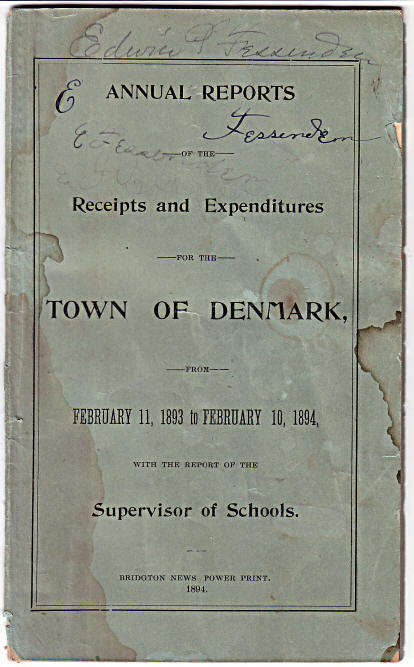 Edwin P Fessenden
E
ANNUAL REPORTS
Fessenden
E Fessenden
—OF THE—
Receipts and Expenditures
—FOR THE—
TOWN OF DENMARK,
—FROM—
FEBRUARY 11, 1893 to FEBRUARY 10, 1894,
WITH THE REPORT OF THE
Supervisor of Schools.
BRIDGTON NEWS POWER PRINT.
1894.